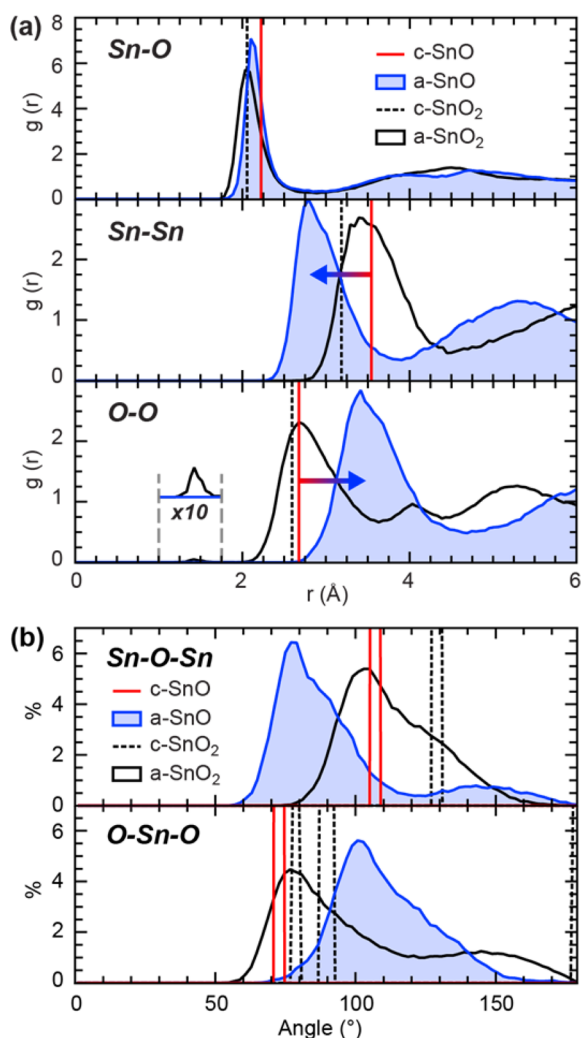 (a)
8
Sn-O
6
g (r)
4
2
0
c-SnO
a-SnO
c-SnO₂
a-SnO₂
Sn-Sn
2
g (r)
1
0
O-O
2
g (r)
1
0
x10
0 2 4 6
r (Å)
(b)
Sn-O-Sn
6
%
4
2
0
c-SnO
a-SnO
c-SnO₂
a-SnO₂
O-Sn-O
6
%
4
2
0
0 50 100 150
Angle (°)